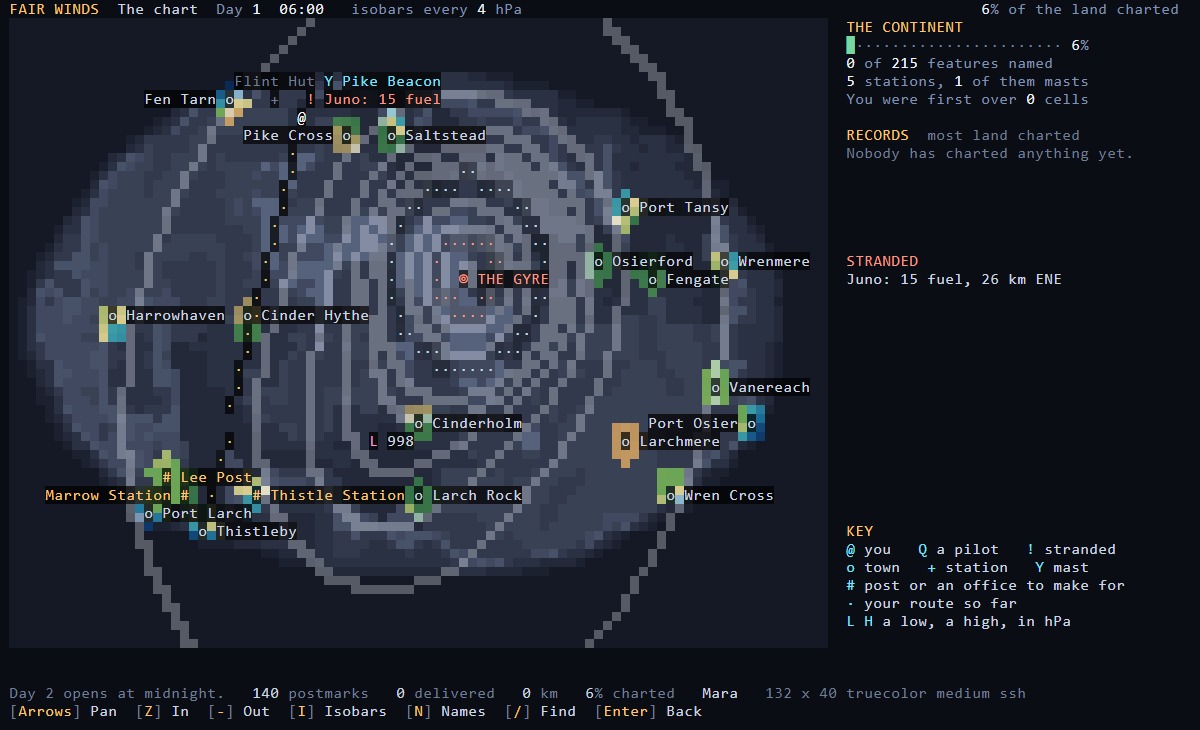 FAIR WINDS  The chart  Day 1  06:00   isobars every 4 hPa   6% of the land charted
THE CONTINENT
6%
0 of 215 features named
5 stations, 1 of them masts
You were first over 0 cells
RECORDS  most land charted
Nobody has charted anything yet.
STRANDED
Juno: 15 fuel, 26 km ENE
Flint Hut Y Pike Beacon
Fen Tarn o + ! Juno: 15 fuel
@
Pike Cross o o Saltstead
o Port Tansy
o Osierford o Wrenmere
◎ THE GYRE o Fengate
o Harrowhaven o Cinder Hythe
o Vanereach
o Cinderholm Port Osier o
L 998 o Larchmere
# Lee Post
Marrow Station # # Thistle Station o Larch Rock o Wren Cross
o Port Larch
o Thistleby
KEY
@ you   Q a pilot   ! stranded
o town   + station   Y mast
# post or an office to make for
· your route so far
L H a low, a high, in hPa
Day 2 opens at midnight.   140 postmarks   0 delivered   0 km   6% charted   Mara   132 x 40 truecolor medium ssh
[Arrows] Pan  [Z] In  [-] Out  [I] Isobars  [N] Names  [/] Find  [Enter] Back